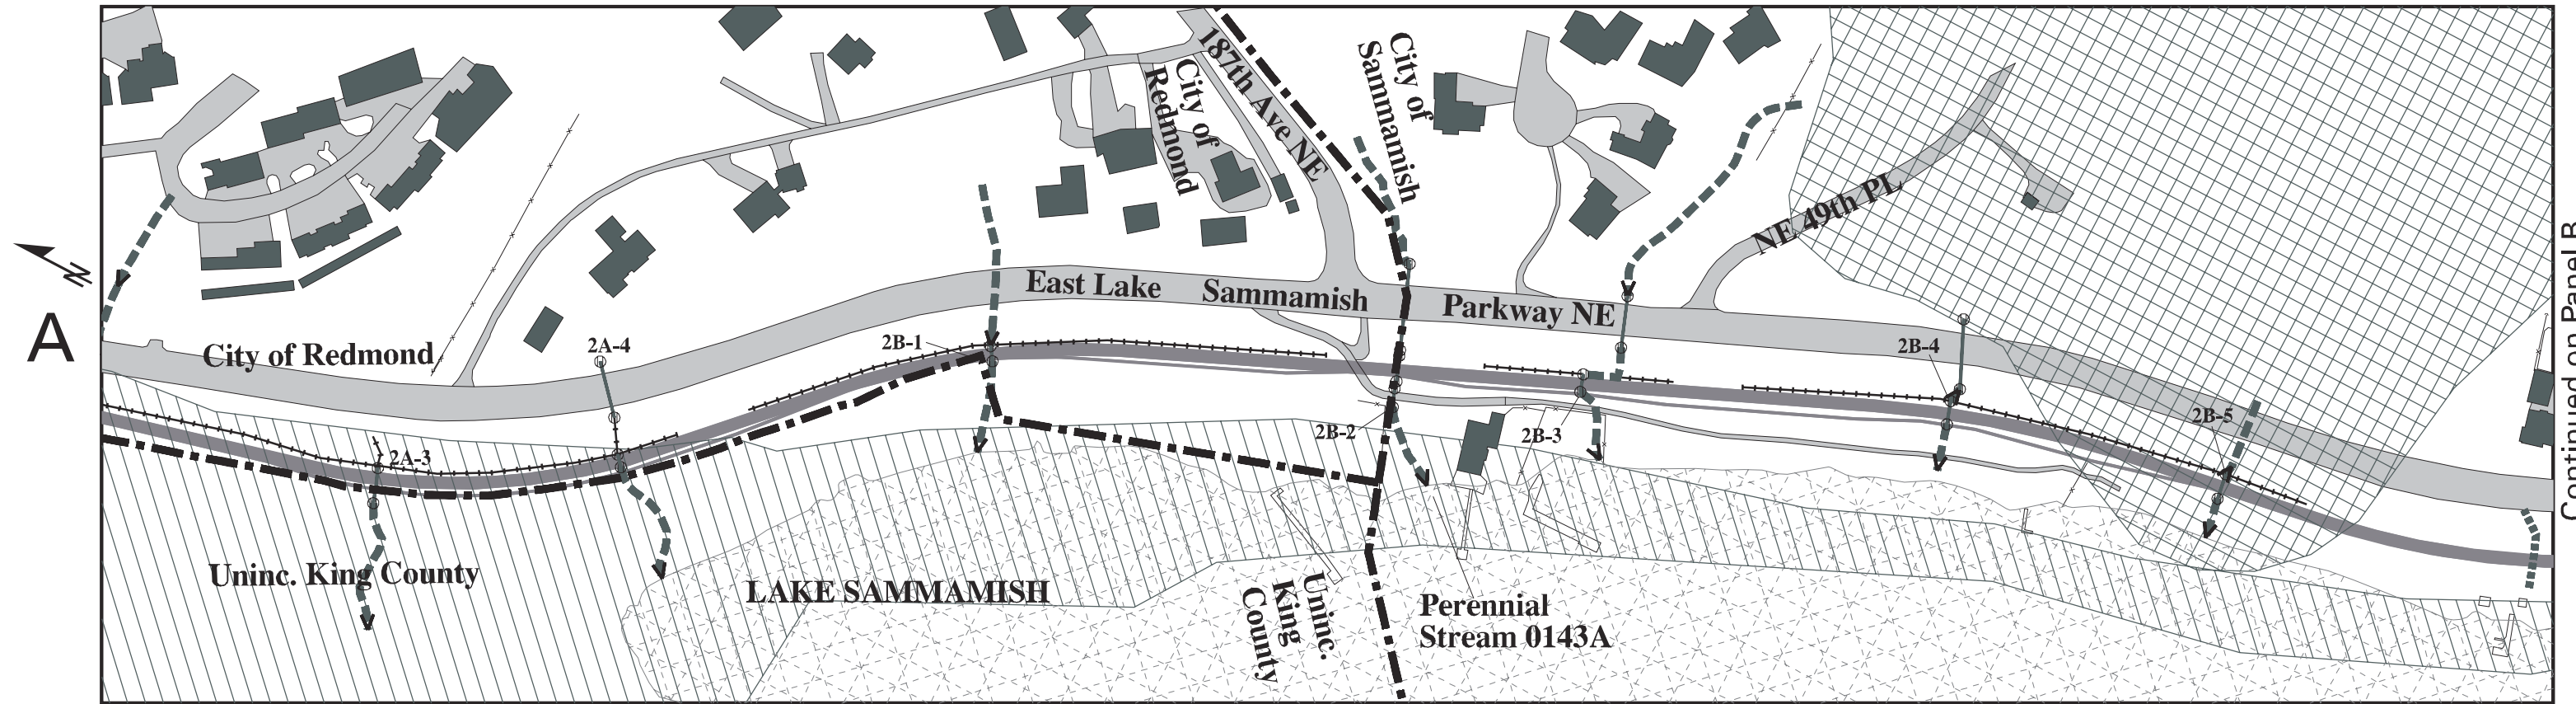 A
N
187th Ave NE
City of
Redmond
City of
Sammamish
NE 49th PL
East Lake Sammamish Parkway NE
City of Redmond
2A-4
2B-1
2B-4
2A-3
2B-2
2B-3
2B-5
Uninc. King County
LAKE SAMMAMISH
Uninc.
King
County
Perennial
Stream 0143A
Continued on Panel B